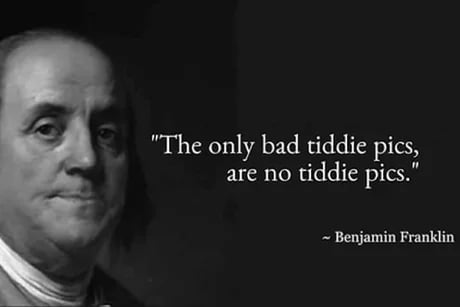 "The only bad tiddie pics,
are no tiddie pics."
~ Benjamin Franklin